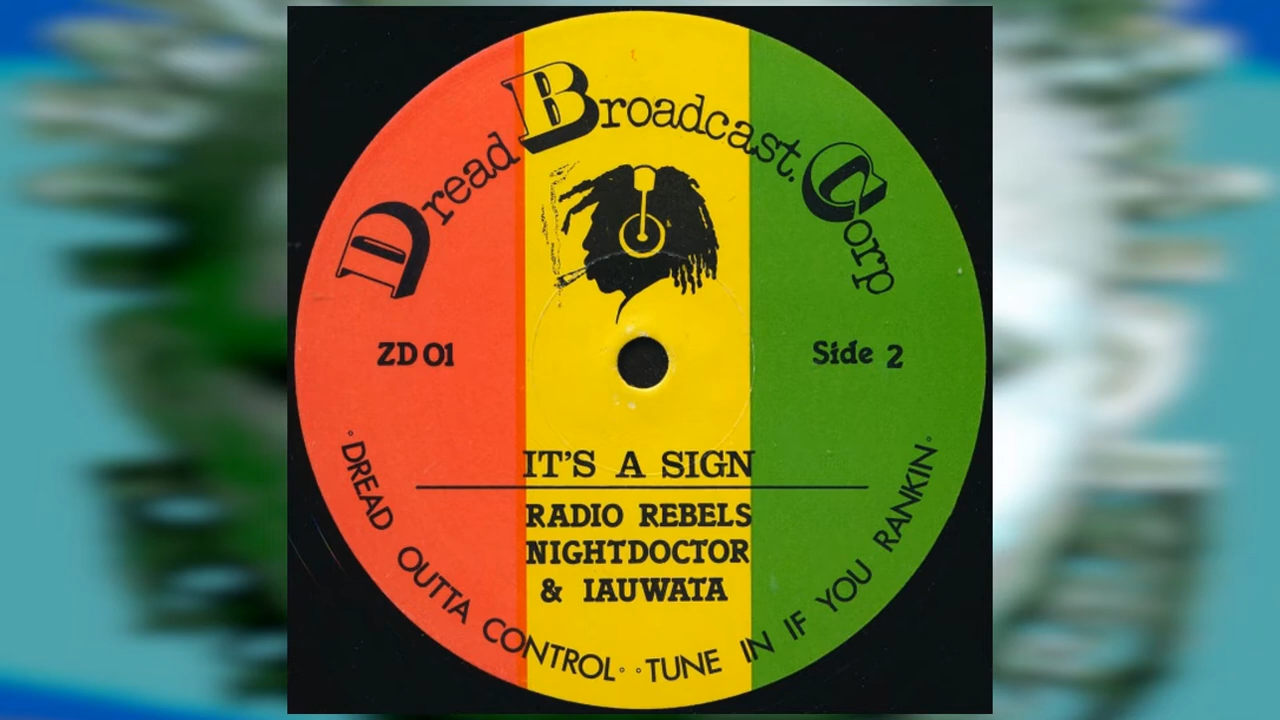 Dread Broadcast. Corp
ZD 01
Side 2
IT'S A SIGN
RADIO REBELS
NIGHTDOCTOR
& IAUWATA
°DREAD OUTTA CONTROL° °TUNE IN IF YOU RANKIN°